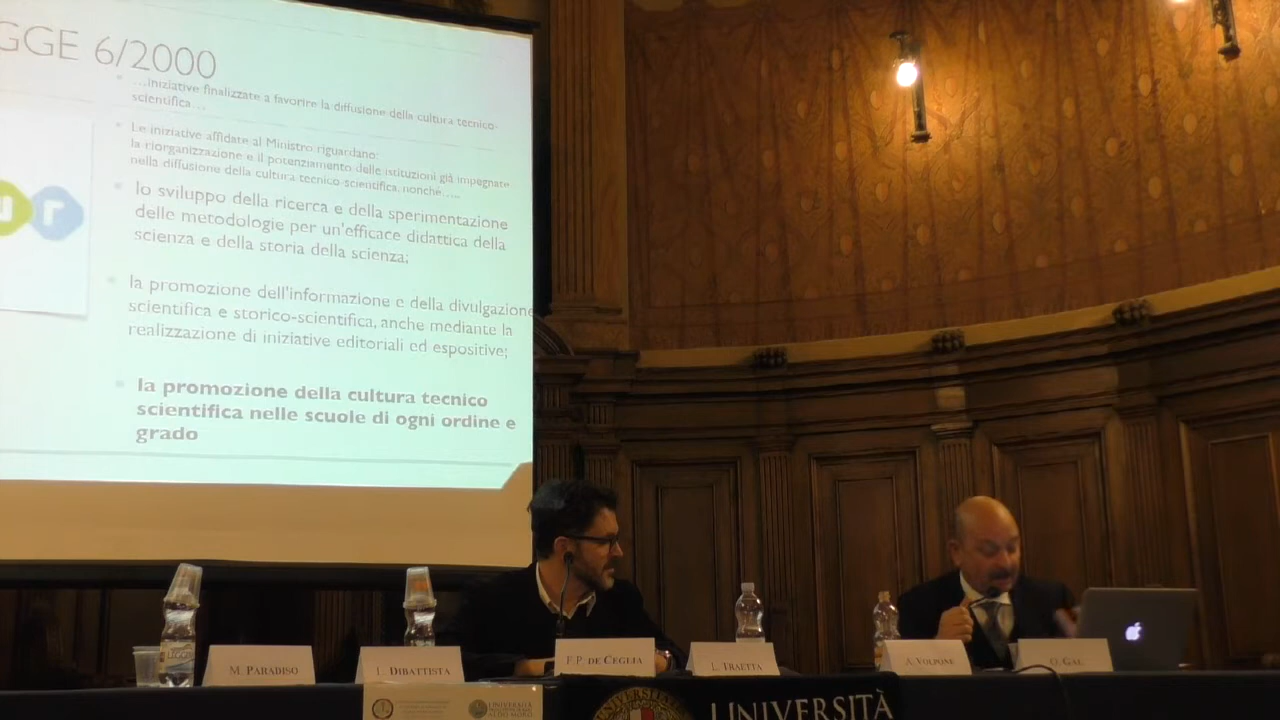 GGE 6/2000
…iniziative finalizzate a favorire la diffusione della cultura tecnico-
scientifica…
Le iniziative affidate al Ministro riguardano:
la riorganizzazione e il potenziamento delle istituzioni già impegnate
nella diffusione della cultura tecnico-scientifica, nonché…..
lo sviluppo della ricerca e della sperimentazione
delle metodologie per un'efficace didattica della
scienza e della storia della scienza;
la promozione dell'informazione e della divulgazione
scientifica e storico-scientifica, anche mediante la
realizzazione di iniziative editoriali ed espositive;
la promozione della cultura tecnico
scientifica nelle scuole di ogni ordine e
grado
M. PARADISO
L. DIBATTISTA
F.P. DE CEGLIA
L. TRAETTA
A. VOLPONE
O. GAL
UNIVERSITÀ
ALDO MORO
UNIVERSITÀ